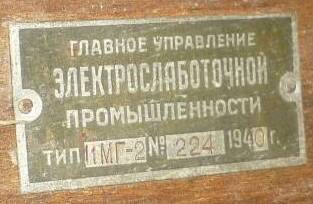 ГЛАВНОЕ УПРАВЛЕНИЕ
ЭЛЕКТРОСЛАБОТОЧНОЙ
ПРОМЫШЛЕННОСТИ
ТИП ИМГ-2 № 224 1940 г.